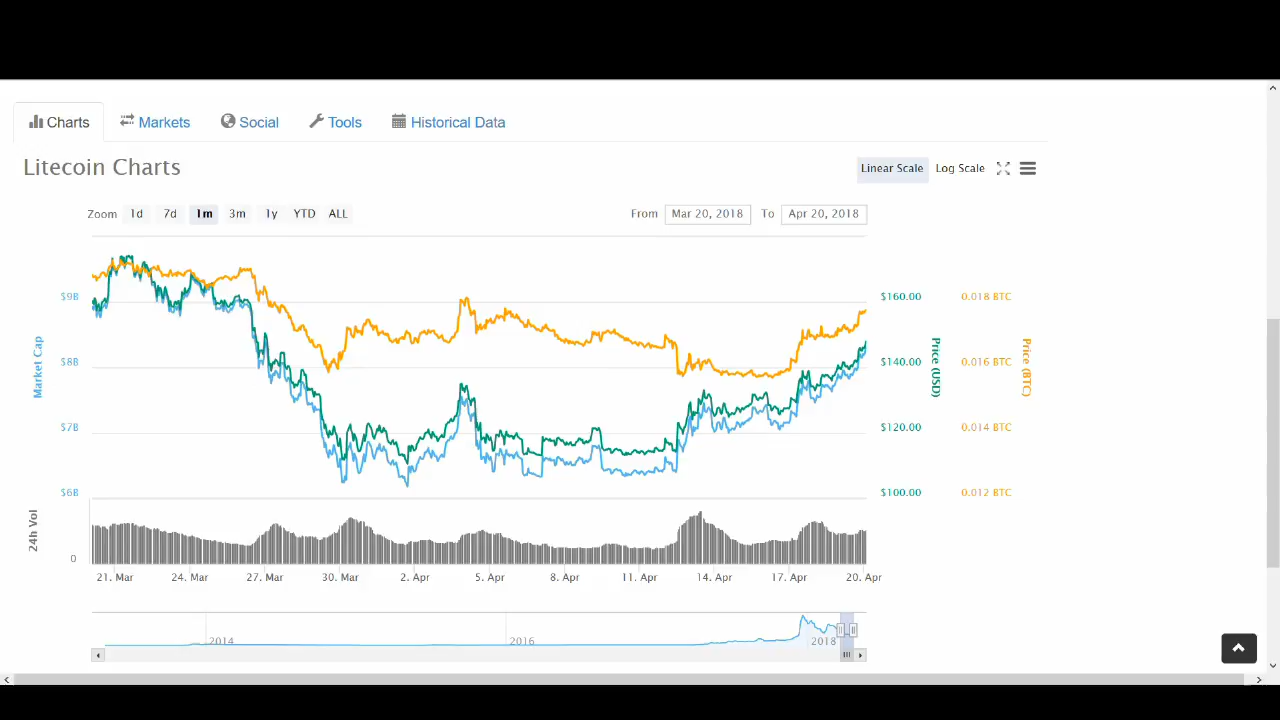 Charts Markets Social Tools Historical Data
Litecoin Charts
Linear Scale Log Scale
Zoom 1d 7d 1m 3m 1y YTD ALL From Mar 20, 2018 To Apr 20, 2018
$9B $160.00 0.018 BTC
$8B $140.00 0.016 BTC
$7B $120.00 0.014 BTC
$6B $100.00 0.012 BTC
Market Cap
Price (USD)
Price (BTC)
24h Vol
0
21. Mar 24. Mar 27. Mar 30. Mar 2. Apr 5. Apr 8. Apr 11. Apr 14. Apr 17. Apr 20. Apr
2014 2016 2018